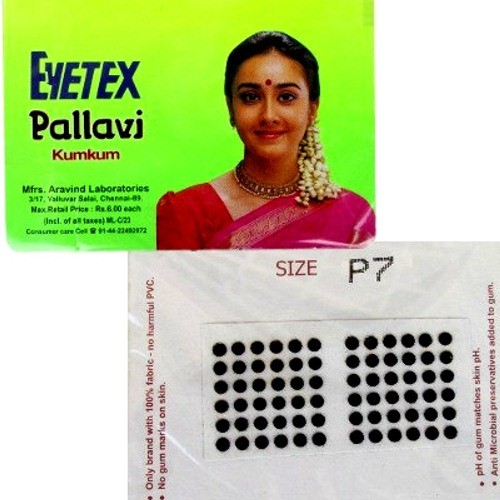 EYETEX
Pallavi
Kumkum
Mfrs. Aravind Laboratories
3/17, Valluvar Salai, Chennai-89.
Max.Retail Price : Rs.6.00 each
(Incl. of all taxes) ML-C/23
Consumer care Cell ☎ 91-44-22492972
SIZE P7
• Only brand with 100% fabric - no harmful PVC.
• No gum marks on skin.
• pH of gum matches skin pH.
• Anti Microbial preservatives added to gum.